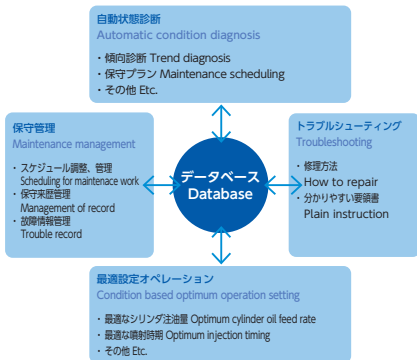 自動状態診断
Automatic condition diagnosis
・傾向診断 Trend diagnosis
・保守プラン Maintenance scheduling
・その他 Etc.
保守管理
Maintenance management
・スケジュール調整、管理
Scheduling for maintenace work
・保守来歴管理
Management of record
・故障情報管理
Trouble record
データベース
Database
トラブルシューティング
Troubleshooting
・修理方法
How to repair
・分かりやすい要領書
Plain instruction
最適設定オペレーション
Condition based optimum operation setting
・最適なシリンダ注油量 Optimum cylinder oil feed rate
・最適な噴射時期 Optimum injection timing
・その他 Etc.